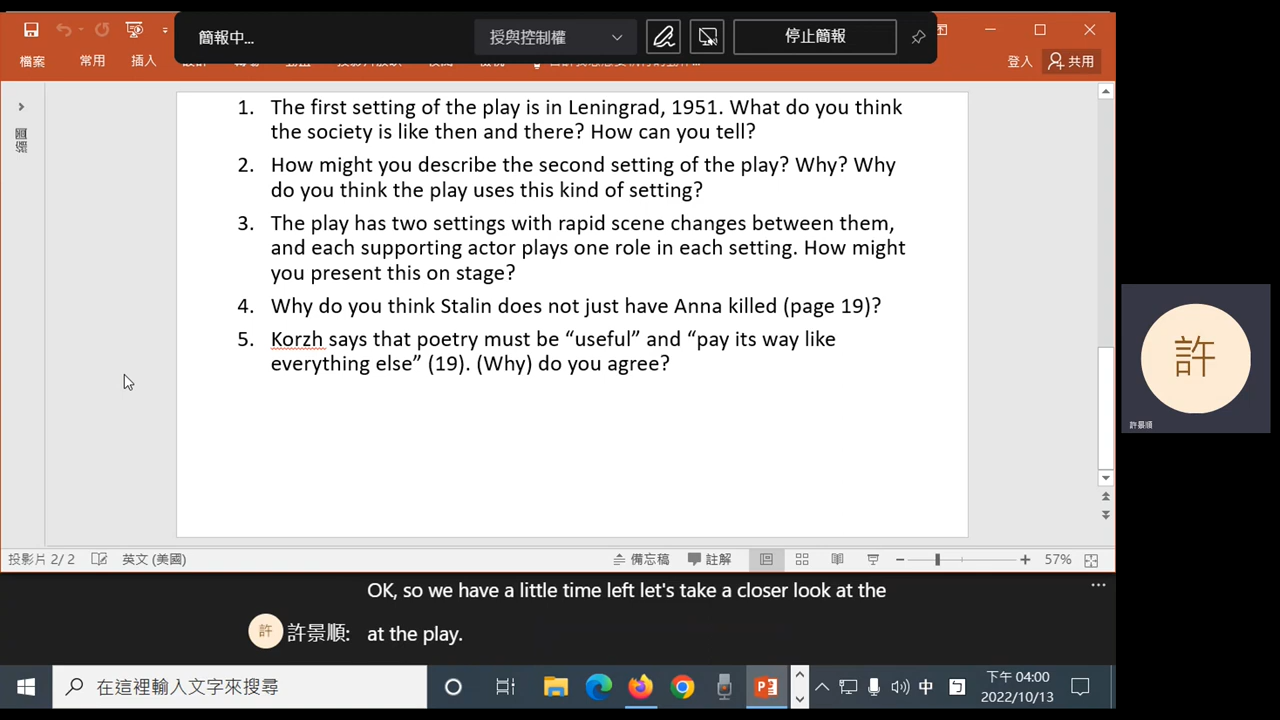 簡報中...
授與控制權
停止簡報
檔案
常用
插入
登入
共用
1. The first setting of the play is in Leningrad, 1951. What do you think
the society is like then and there? How can you tell?
2. How might you describe the second setting of the play? Why? Why
do you think the play uses this kind of setting?
3. The play has two settings with rapid scene changes between them,
and each supporting actor plays one role in each setting. How might
you present this on stage?
4. Why do you think Stalin does not just have Anna killed (page 19)?
5. Korzh says that poetry must be “useful” and “pay its way like
everything else” (19). (Why) do you agree?
許
許景順
投影片 2/2
英文 (美國)
備忘稿
註解
57%
OK, so we have a little time left let's take a closer look at the
許
許景順:
at the play.
在這裡輸入文字來搜尋
中
下午 04:00
2022/10/13